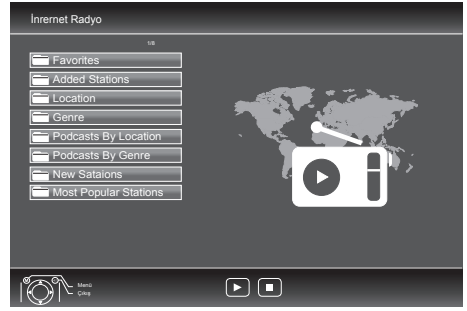 İnrernet Radyo
1/8
Favorites
Added Stations
Location
Genre
Podcasts By Location
Podcasts By Genre
New Sataions
Most Popular Stations
Menü
Çıkış